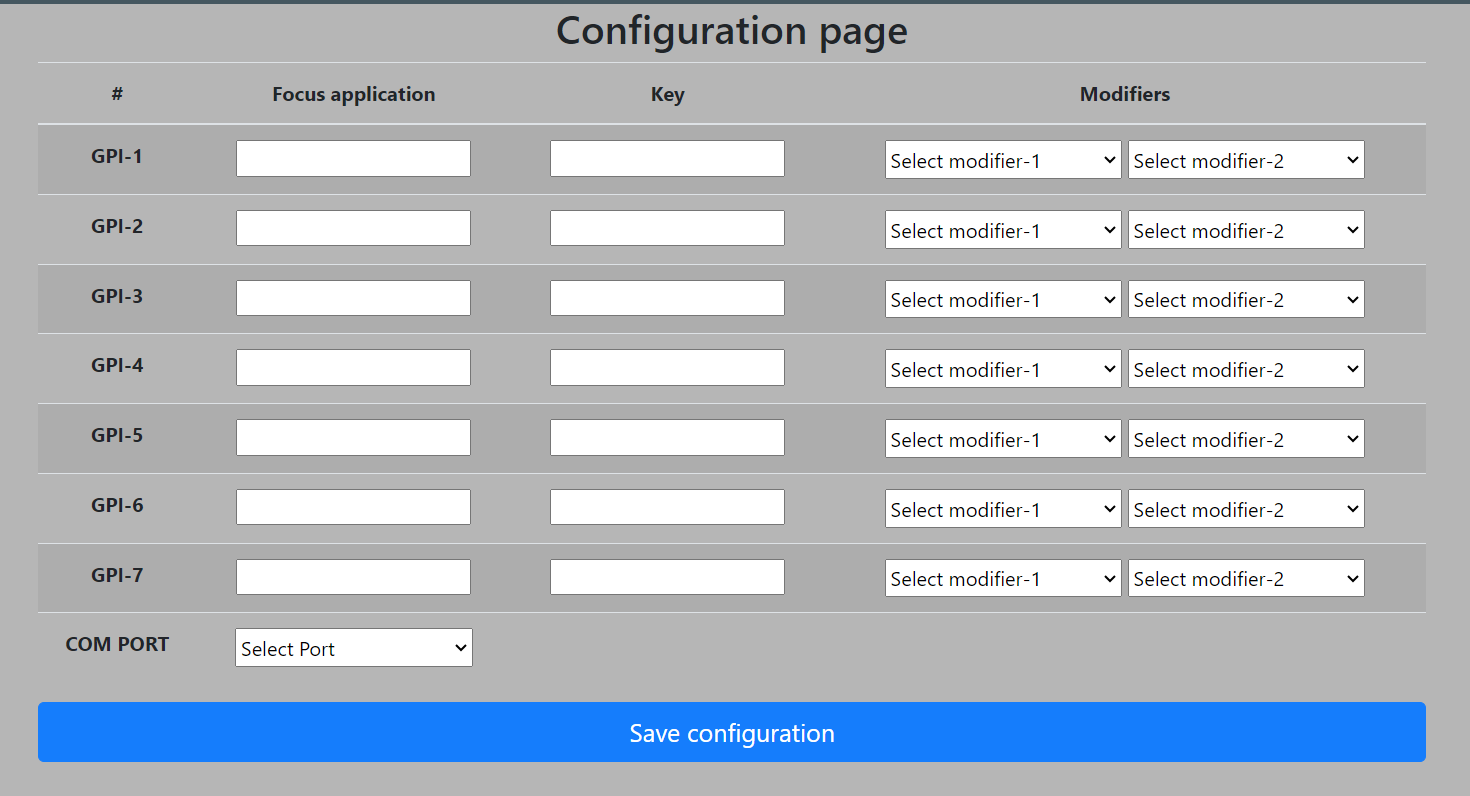 Configuration page
# Focus application Key Modifiers
GPI-1 Select modifier-1 Select modifier-2
GPI-2 Select modifier-1 Select modifier-2
GPI-3 Select modifier-1 Select modifier-2
GPI-4 Select modifier-1 Select modifier-2
GPI-5 Select modifier-1 Select modifier-2
GPI-6 Select modifier-1 Select modifier-2
GPI-7 Select modifier-1 Select modifier-2
COM PORT Select Port
Save configuration